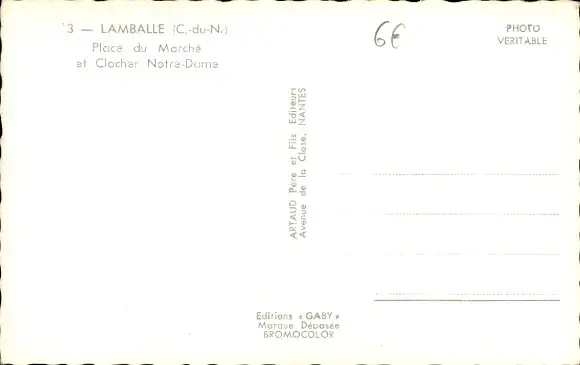 3 — LAMBALLE (C.-du-N.)
Place du Marché
et Clocher Notre-Dame
6€
PHOTO
VERITABLE
ARTAUD Père et Fils Editeurs
Avenue de la Close, NANTES
Editions « GABY »
Marque Déposée
BROMOCOLOR